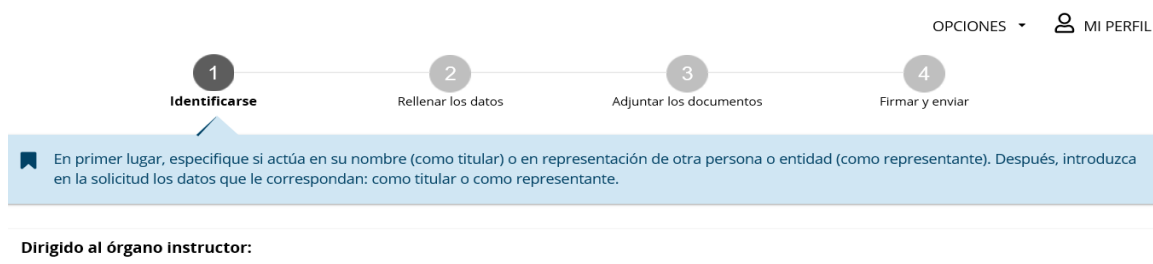 OPCIONES MI PERFIL
1 2 3 4
Identificarse Rellenar los datos Adjuntar los documentos Firmar y enviar
En primer lugar, especifique si actúa en su nombre (como titular) o en representación de otra persona o entidad (como representante). Después, introduzca
en la solicitud los datos que le correspondan: como titular o como representante.
Dirigido al órgano instructor: